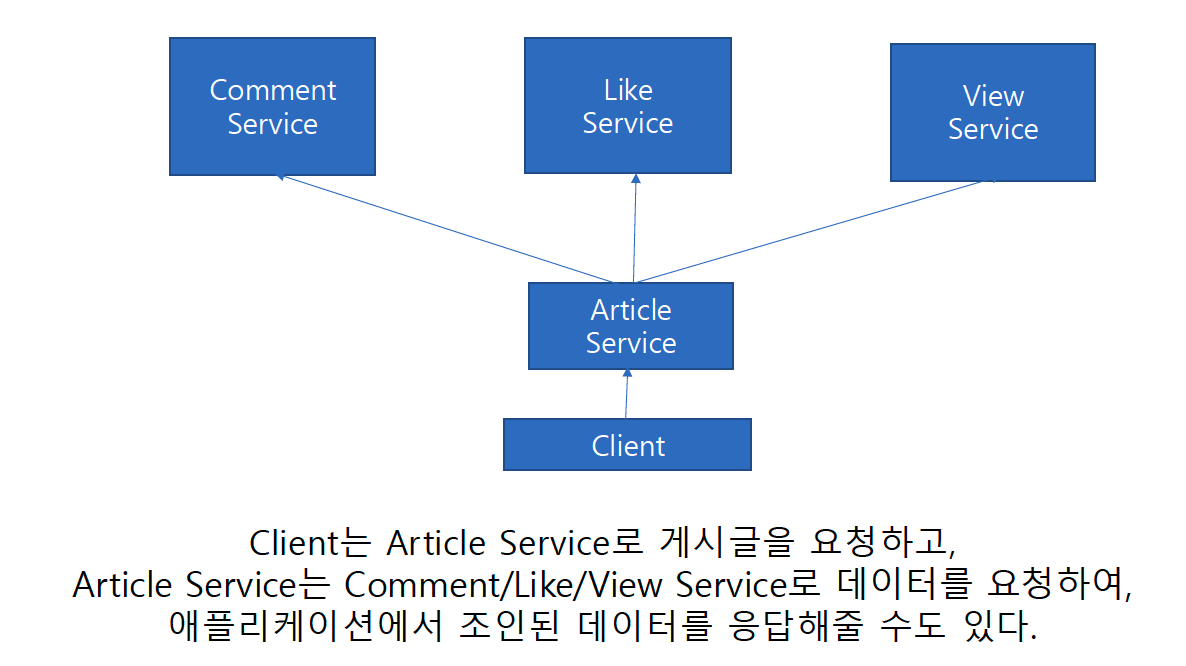 Comment
Service
Like
Service
View
Service
Article
Service
Client
Client는 Article Service로 게시글을 요청하고,
Article Service는 Comment/Like/View Service로 데이터를 요청하여,
애플리케이션에서 조인된 데이터를 응답해줄 수도 있다.